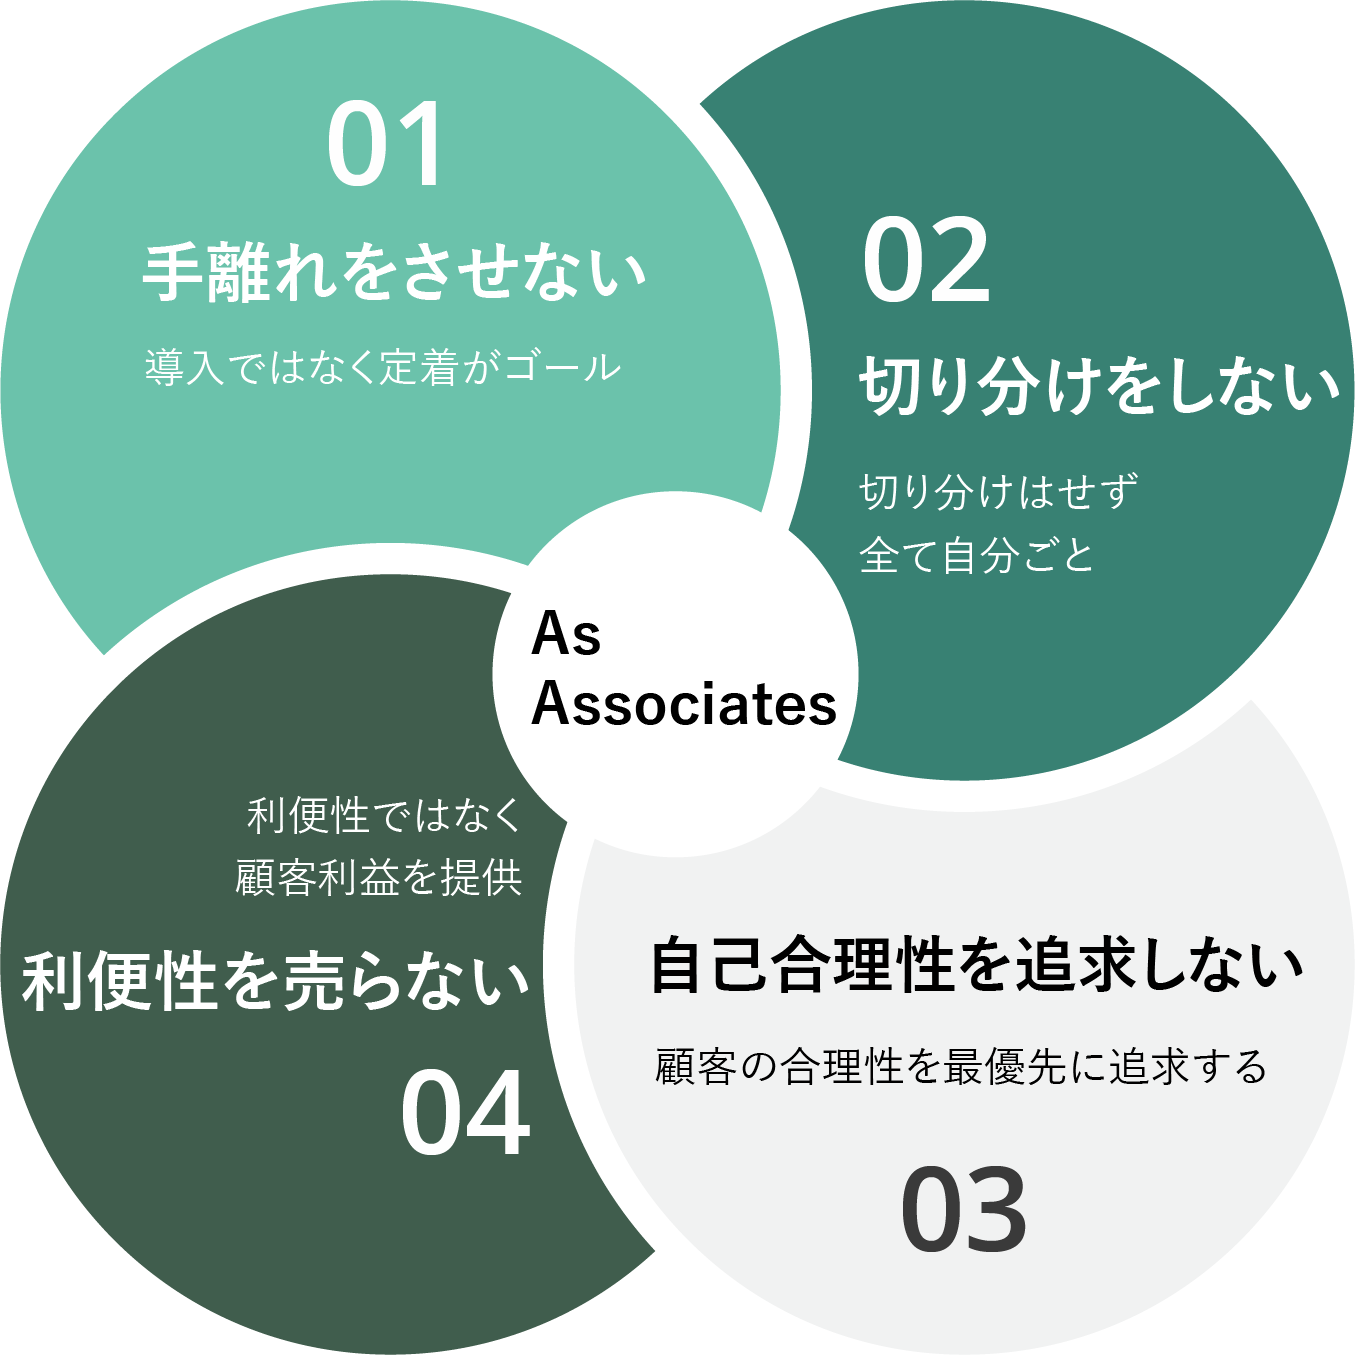 01
手離れをさせない
導入ではなく定着がゴール
02
切り分けをしない
切り分けはせず
全て自分ごと
As
Associates
自己合理性を追求しない
顧客の合理性を最優先に追求する
03
利便性ではなく
顧客利益を提供
利便性を売らない
04